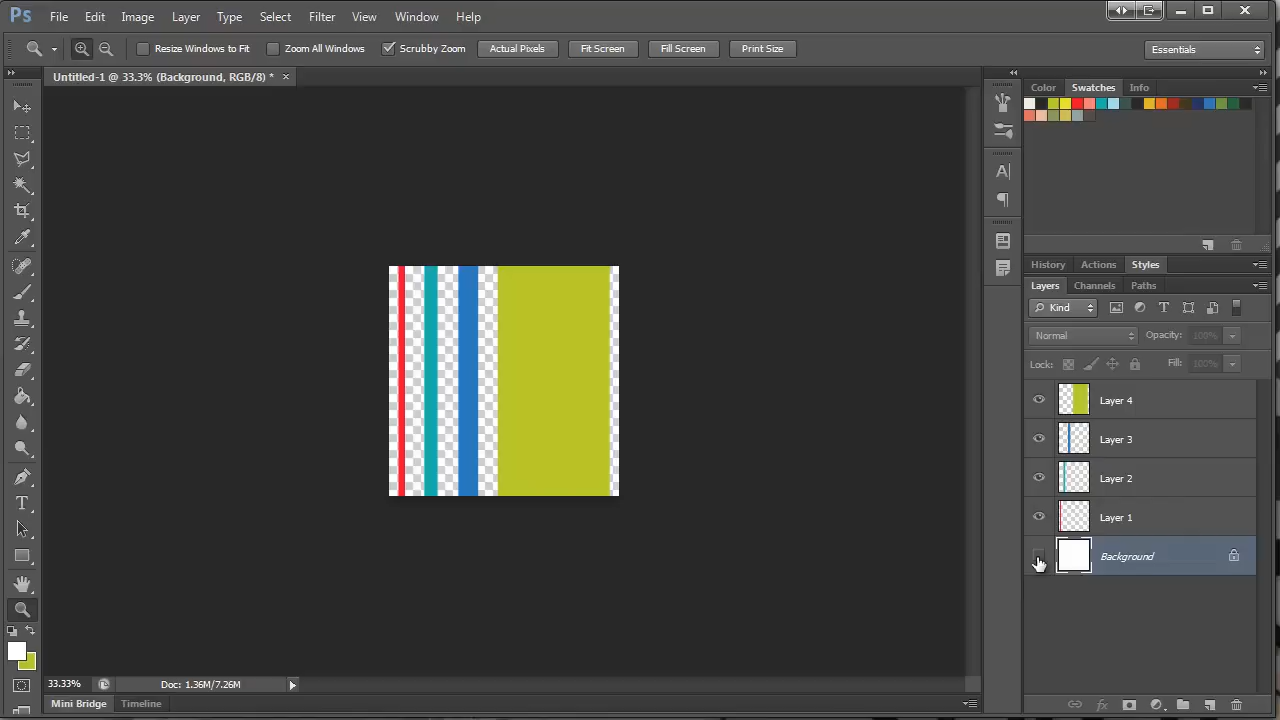 Ps File Edit Image Layer Type Select Filter View Window Help
Resize Windows to Fit Zoom All Windows Scrubby Zoom Actual Pixels Fit Screen Fill Screen Print Size Essentials
Untitled-1 @ 33.3% (Background, RGB/8) * ×
Color Swatches Info
A|
T
History Actions Styles
Layers Channels Paths
Kind T
Normal Opacity: 100%
Lock: Fill: 100%
Layer 4
Layer 3
Layer 2
Layer 1
Background
33.33% Doc: 1.36M/7.26M
fx
Mini Bridge Timeline